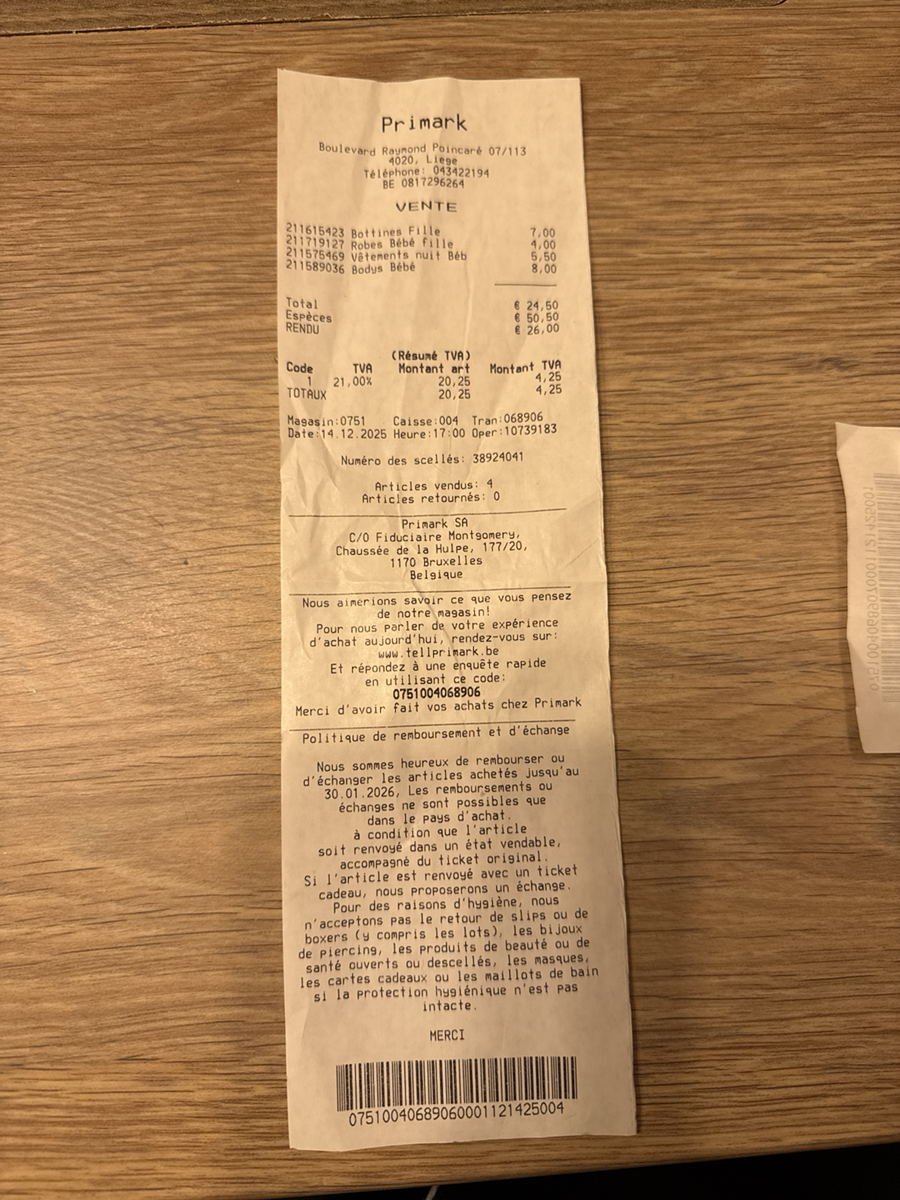 Primark
Boulevard Raymond Poincaré 07/113
4020, Liege
Téléphone: 043422194
BE 0817296264
VENTE
211615423 Bottines Fille 7,00
211719127 Robes Bébé fille 4,00
211575469 Vêtements nuit Béb 5,50
211589036 Bodys Bébé 8,00
Total € 24,50
Espèces € 50,50
RENDU € 26,00
(Résumé TVA)
Code TVA Montant art Montant TVA
1 21,00% 20,25 4,25
TOTAUX 20,25 4,25
Magasin:0751 Caisse:004 Tran:068906
Date:14.12.2025 Heure:17:00 Oper:10739183
Numéro des scellés: 38924041
Articles vendus: 4
Articles retournés: 0
Primark SA
C/O Fiduciaire Montgomery,
Chaussée de la Hulpe, 177/20,
1170 Bruxelles
Belgique
Nous aimerions savoir ce que vous pensez
de notre magasin!
Pour nous parler de votre expérience
d'achat aujourd'hui, rendez-vous sur:
www.tellprimark.be
Et répondez à une enquête rapide
en utilisant ce code:
0751004068906
Merci d'avoir fait vos achats chez Primark
Politique de remboursement et d'échange
Nous sommes heureux de rembourser ou
d'échanger les articles achetés jusqu'au
30.01.2026, Les remboursements ou
échanges ne sont possibles que
dans le pays d'achat.
à condition que l'article
soit renvoyé dans un état vendable,
accompagné du ticket original.
Si l'article est renvoyé avec un ticket
cadeau, nous proposerons un échange.
Pour des raisons d'hygiène, nous
n'acceptons pas le retour de slips ou de
boxers (y compris les lots), les bijoux
de piercing, les produits de beauté ou de
santé ouverts ou descellés, les masques,
les cartes cadeaux ou les maillots de bain
si la protection hygiénique n'est pas
intacte.
MERCI
07510040689060001121425004